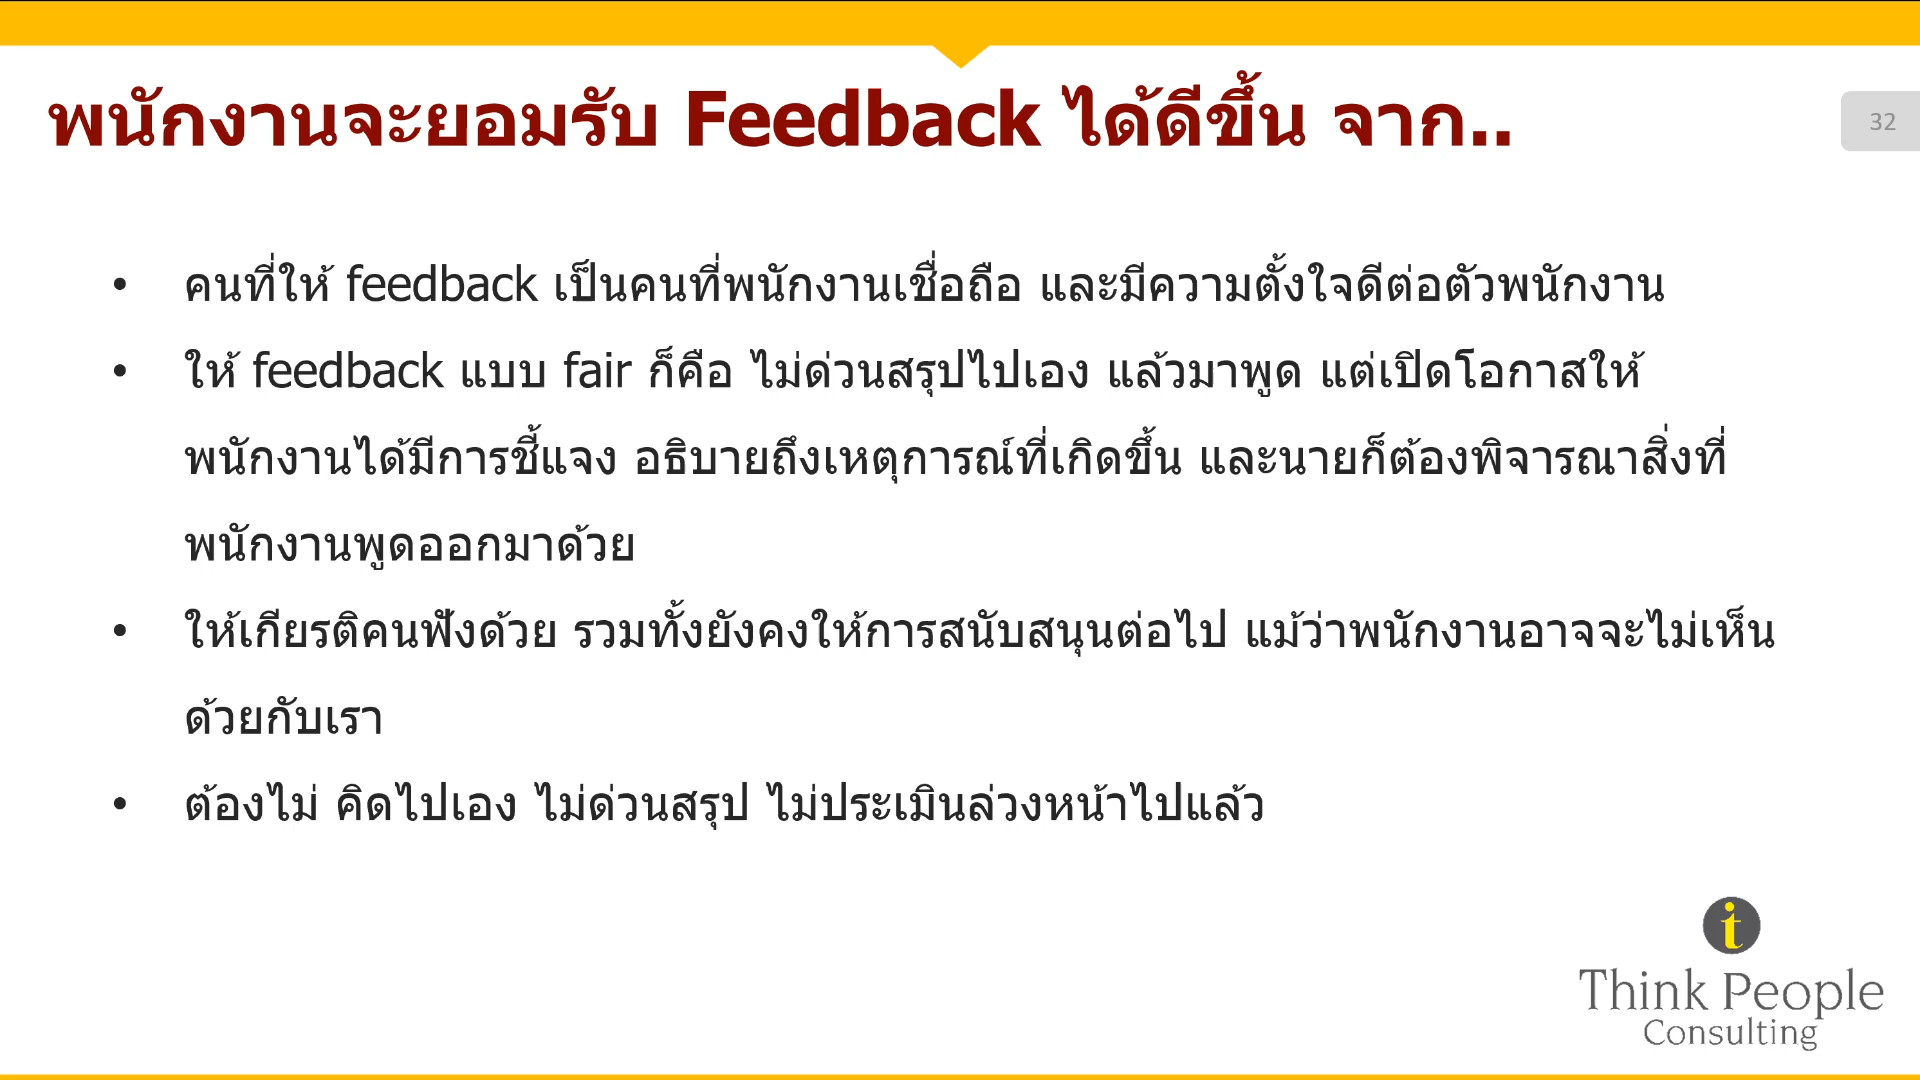 พนักงานจะยอมรับ Feedback ได้ดีขึ้น จาก..
32
• คนที่ให้ feedback เป็นคนที่พนักงานเชื่อถือ และมีความตั้งใจดีต่อตัวพนักงาน
• ให้ feedback แบบ fair ก็คือ ไม่ด่วนสรุปไปเอง แล้วมาพูด แต่เปิดโอกาสให้
พนักงานได้มีการชี้แจง อธิบายถึงเหตุการณ์ที่เกิดขึ้น และนายก็ต้องพิจารณาสิ่งที่
พนักงานพูดออกมาด้วย
• ให้เกียรติคนฟังด้วย รวมทั้งยังคงให้การสนับสนุนต่อไป แม้ว่าพนักงานอาจจะไม่เห็น
ด้วยกับเรา
• ต้องไม่ คิดไปเอง ไม่ด่วนสรุป ไม่ประเมินล่วงหน้าไปแล้ว
i
Think People
Consulting